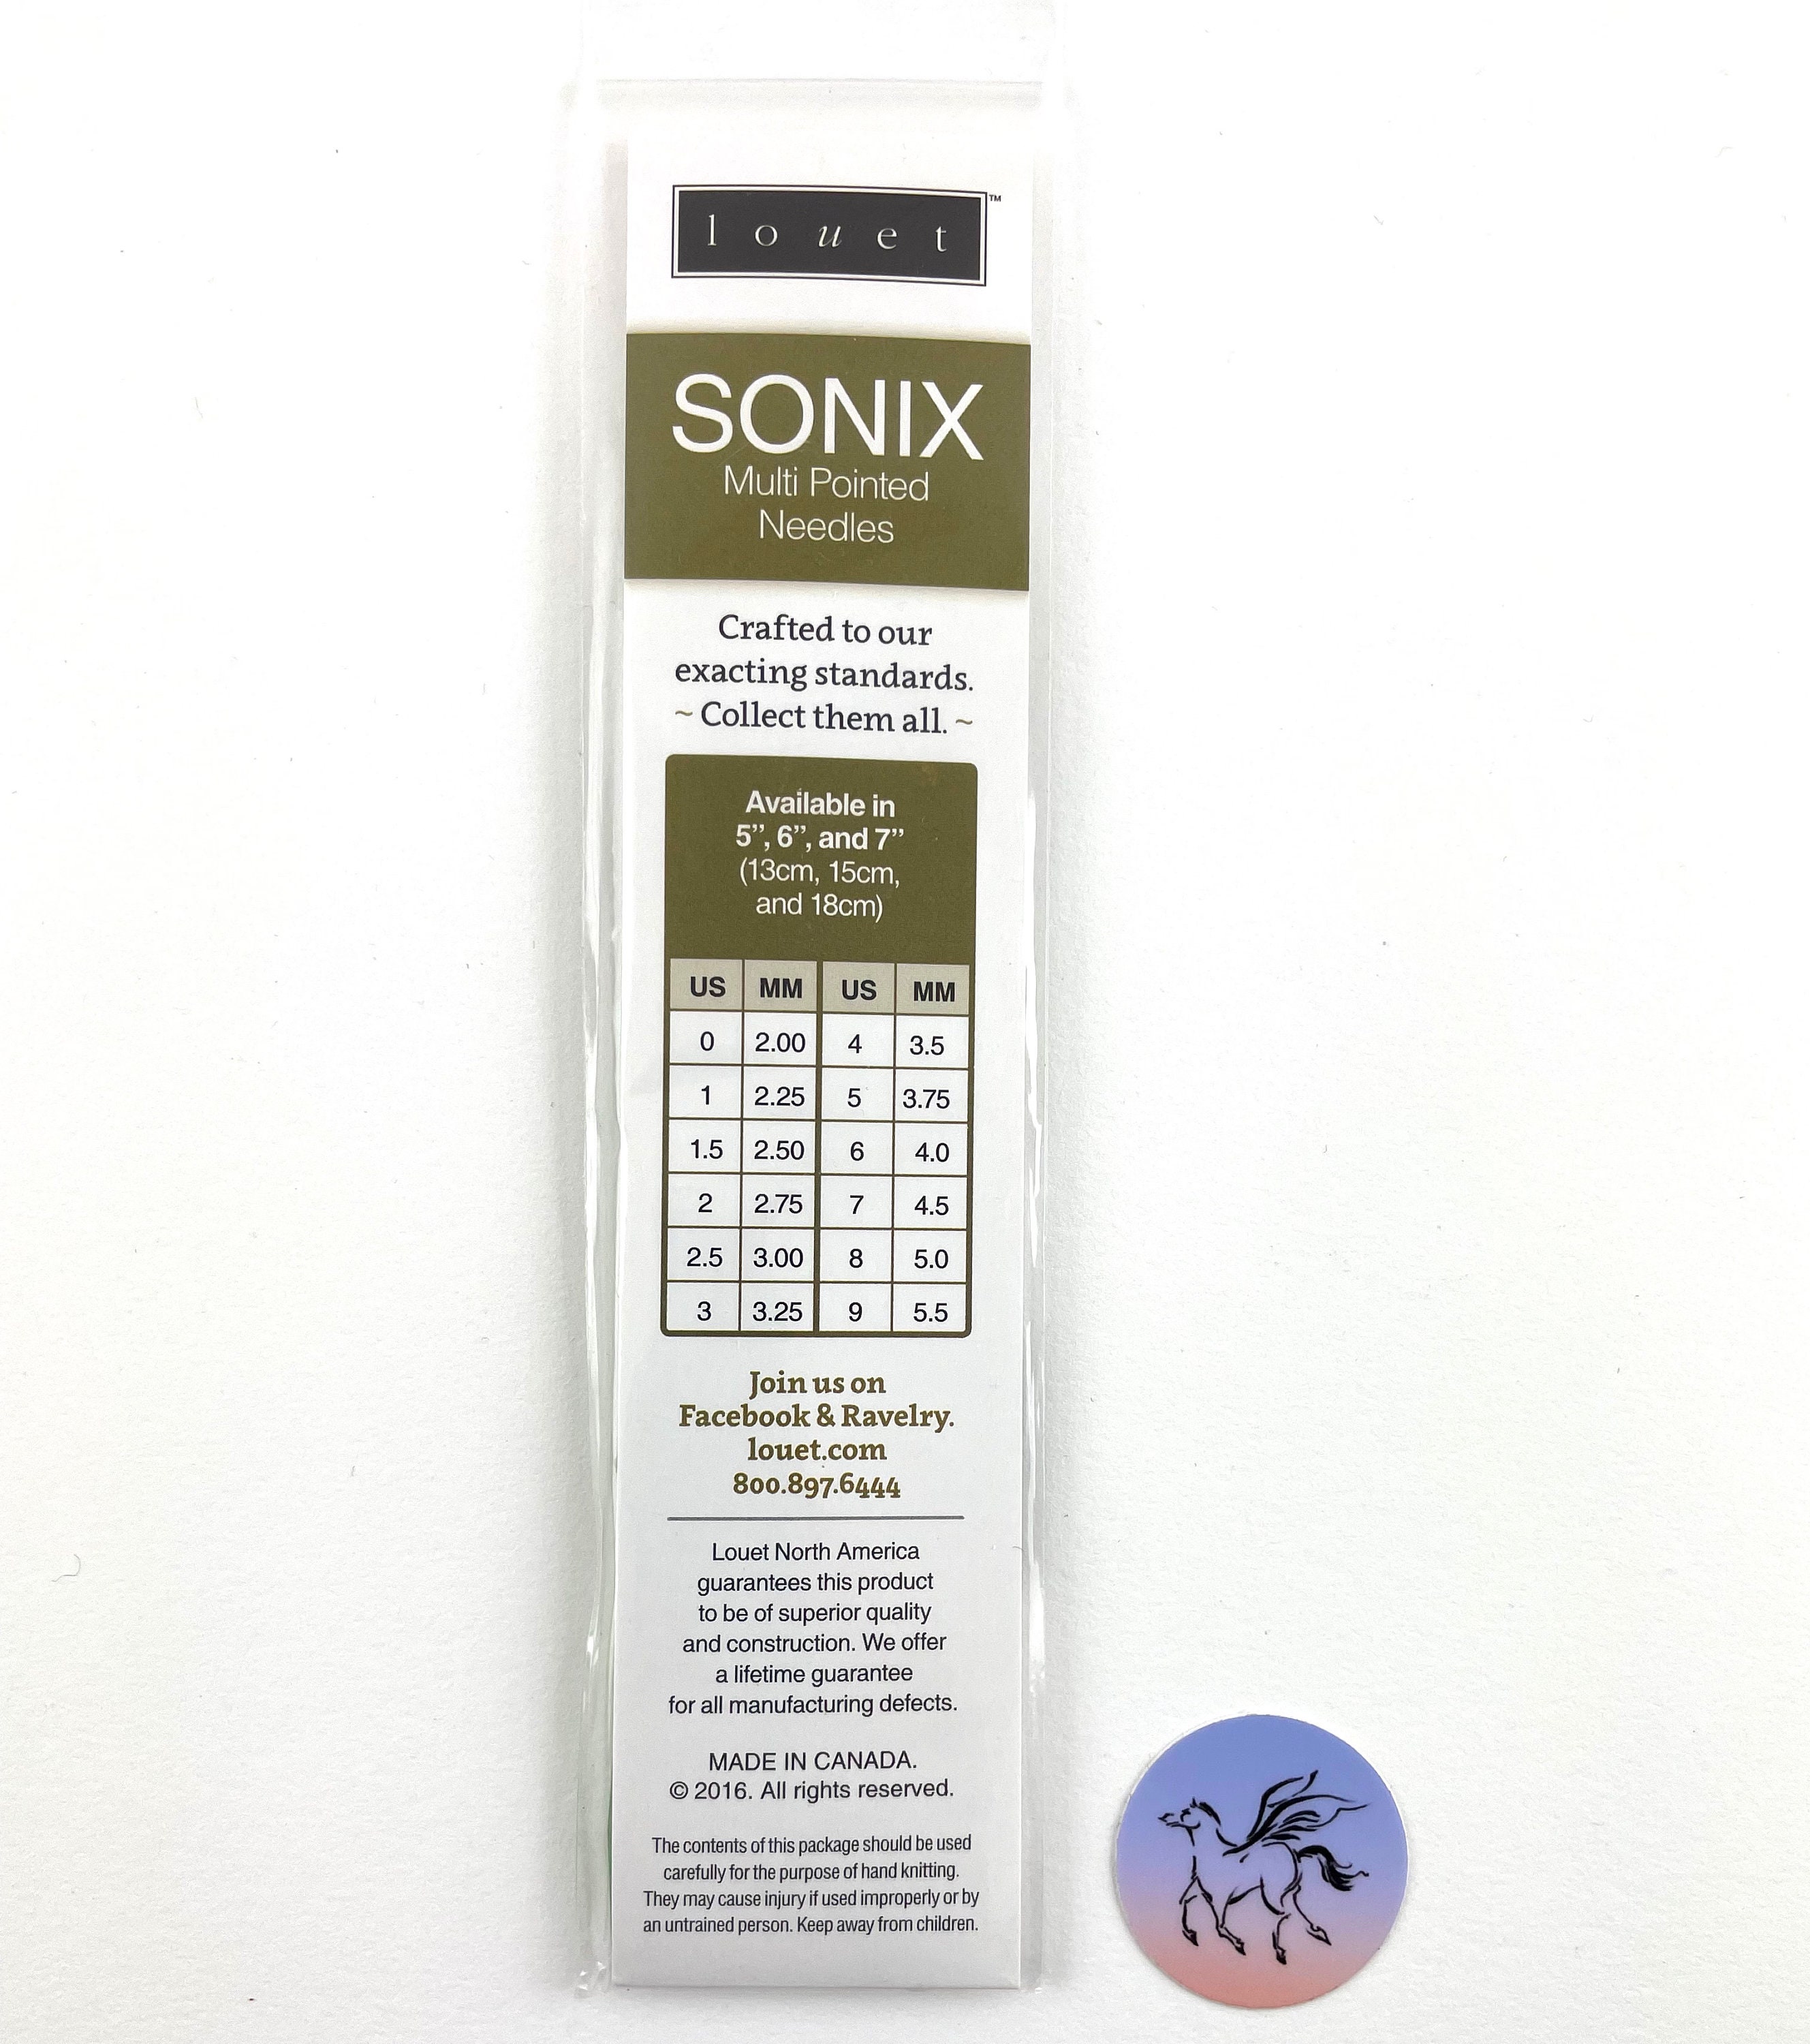 louet™
SONIX
Multi Pointed
Needles
Crafted to our
exacting standards.
~ Collect them all. ~
Available in
5”, 6”, and 7”
(13cm, 15cm,
and 18cm)
US MM US MM
0 2.00 4 3.5
1 2.25 5 3.75
1.5 2.50 6 4.0
2 2.75 7 4.5
2.5 3.00 8 5.0
3 3.25 9 5.5
Join us on
Facebook & Ravelry.
louet.com
800.897.6444
Louet North America
guarantees this product
to be of superior quality
and construction. We offer
a lifetime guarantee
for all manufacturing defects.
MADE IN CANADA.
© 2016. All rights reserved.
The contents of this package should be used
carefully for the purpose of hand knitting.
They may cause injury if used improperly or by
an untrained person. Keep away from children.